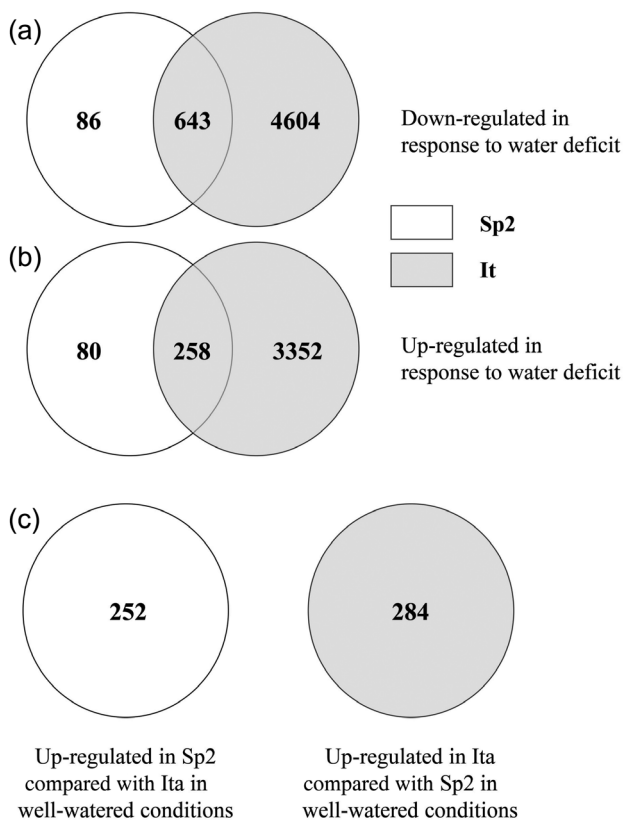 (a)
86 643 4604
Down-regulated in
response to water deficit
Sp2
It
(b)
80 258 3352
Up-regulated in
response to water deficit
(c)
252
284
Up-regulated in Sp2
compared with Ita in
well-watered conditions
Up-regulated in Ita
compared with Sp2 in
well-watered conditions